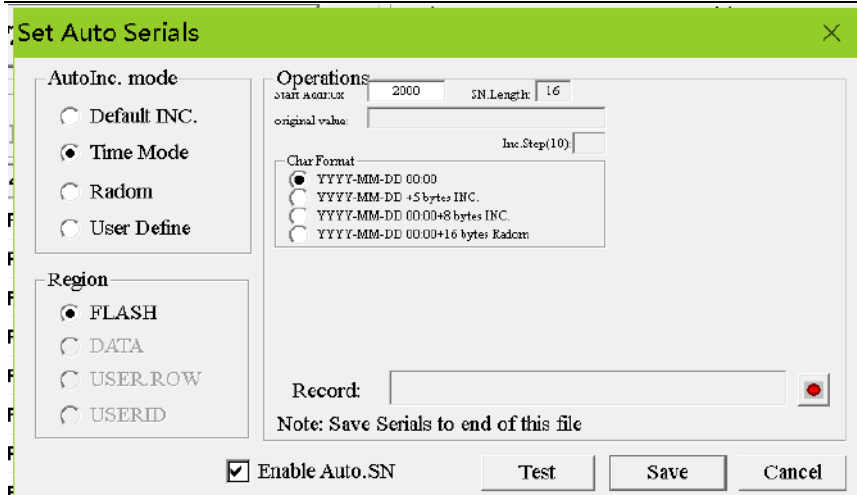 Set Auto Serials
AutoInc. mode
Default INC.
Time Mode
Radom
User Define
Region
FLASH
DATA
USER.ROW
USERID
Operations
Start Addr:0x 2000 SN.Length: 16
original value:
Inc.Step(10):
Char Format
YYYY-MM-DD 00:00
YYYY-MM-DD +5 bytes INC.
YYYY-MM-DD 00:00+8 bytes INC.
YYYY-MM-DD 00:00+16 bytes Radom
Record:
Note: Save Serials to end of this file
Enable Auto.SN
Test
Save
Cancel